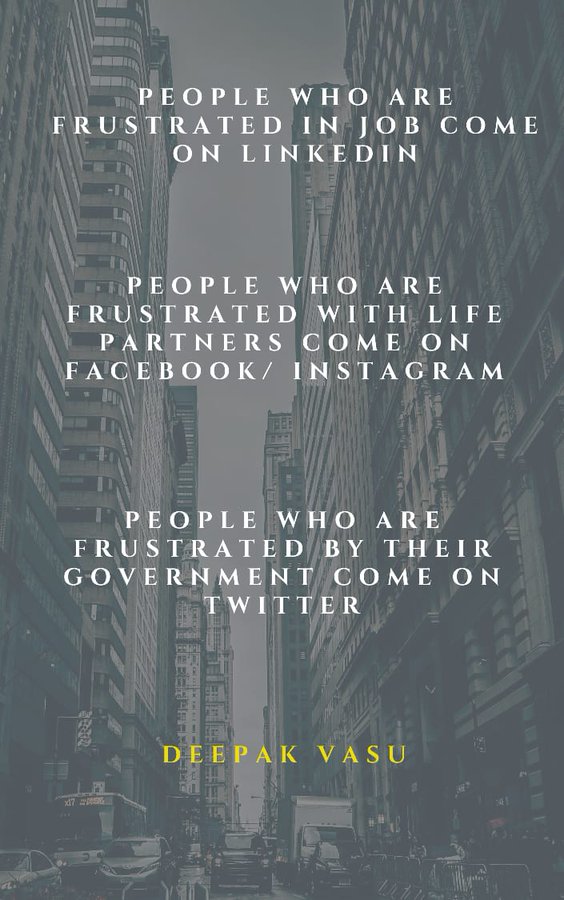 PEOPLE WHO ARE
FRUSTRATED IN JOB COME
ON LINKEDIN
PEOPLE WHO ARE
FRUSTRATED WITH LIFE
PARTNERS COME ON
FACEBOOK/ INSTAGRAM
PEOPLE WHO ARE
FRUSTRATED BY THEIR
GOVERNMENT COME ON
TWITTER
DEEPAK VASU